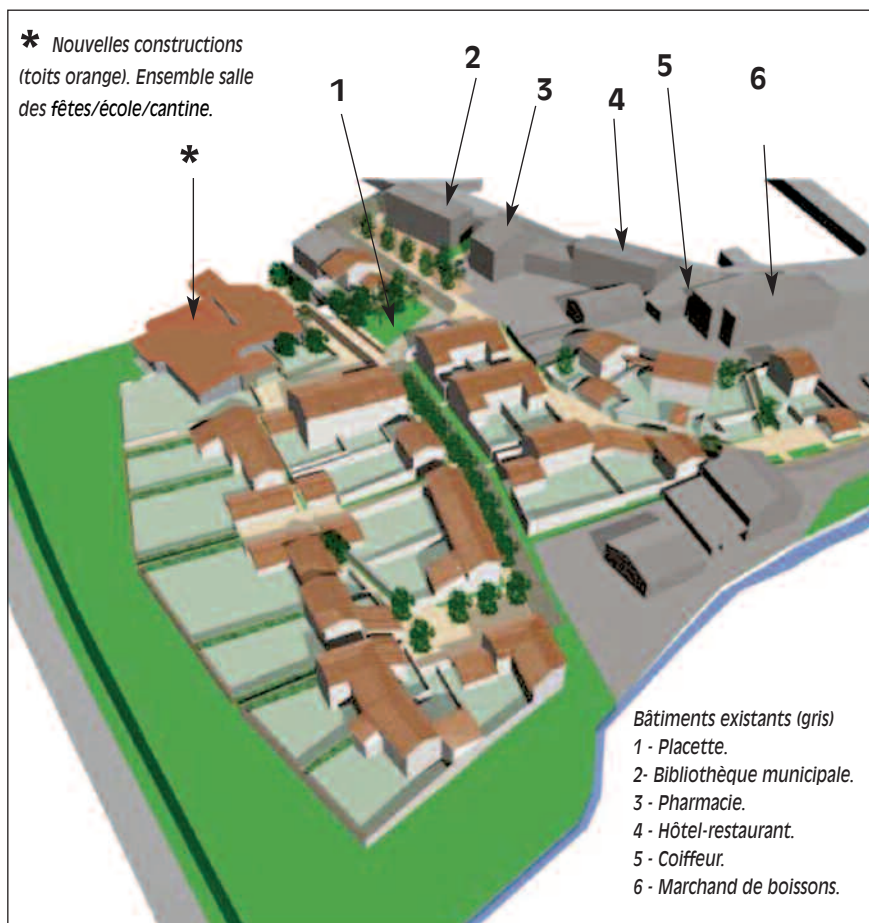 * Nouvelles constructions
(toits orange). Ensemble salle
des fêtes/école/cantine.
*
1
2
3
4
5
6
Bâtiments existants (gris)
1 - Placette.
2- Bibliothèque municipale.
3 - Pharmacie.
4 - Hôtel-restaurant.
5 - Coiffeur.
6 - Marchand de boissons.